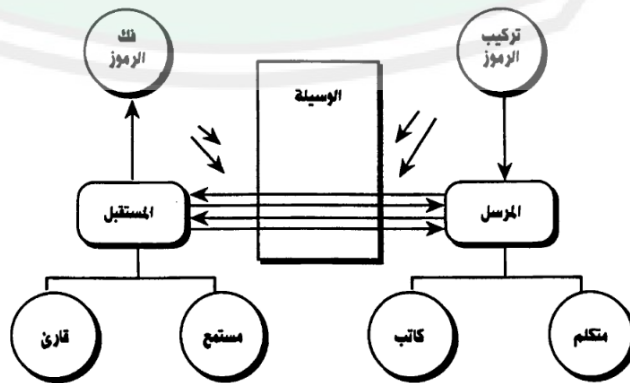 تركيب
الرموز
فك
الرموز
الوسيلة
المرسل
المستقبل
متكلم
كاتب
مستمع
قارئ